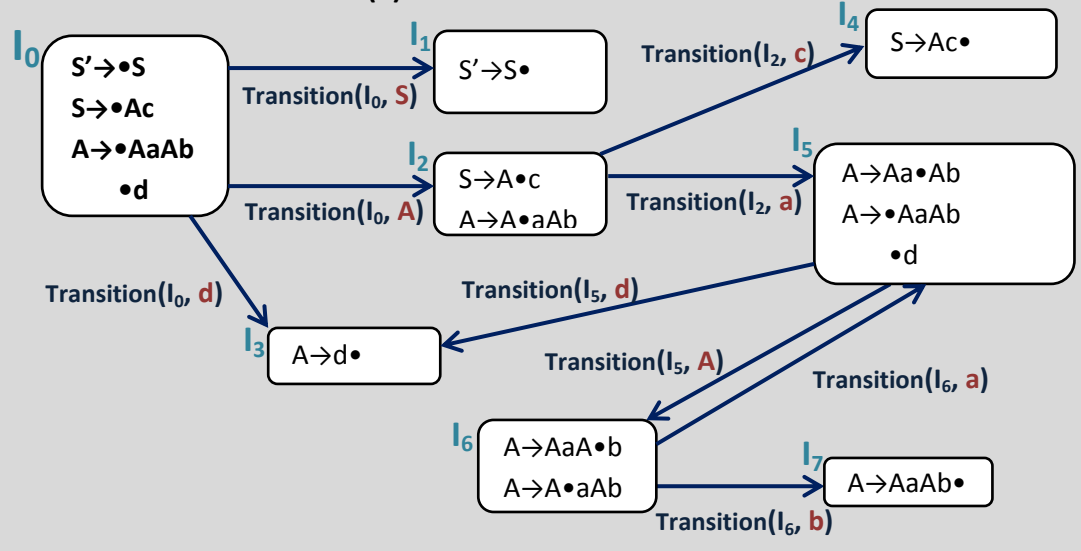 I0
S’→•S
S→•Ac
A→•AaAb
•d
Transition(I0, S)
I1
S’→S•
Transition(I0, A)
I2
S→A•c
A→A•aAb
Transition(I2, c)
I4
S→Ac•
Transition(I2, a)
I5
A→Aa•Ab
A→•AaAb
•d
Transition(I0, d)
I3
A→d•
Transition(I5, d)
Transition(I5, A)
Transition(I6, a)
I6
A→AaA•b
A→A•aAb
Transition(I6, b)
I7
A→AaAb•